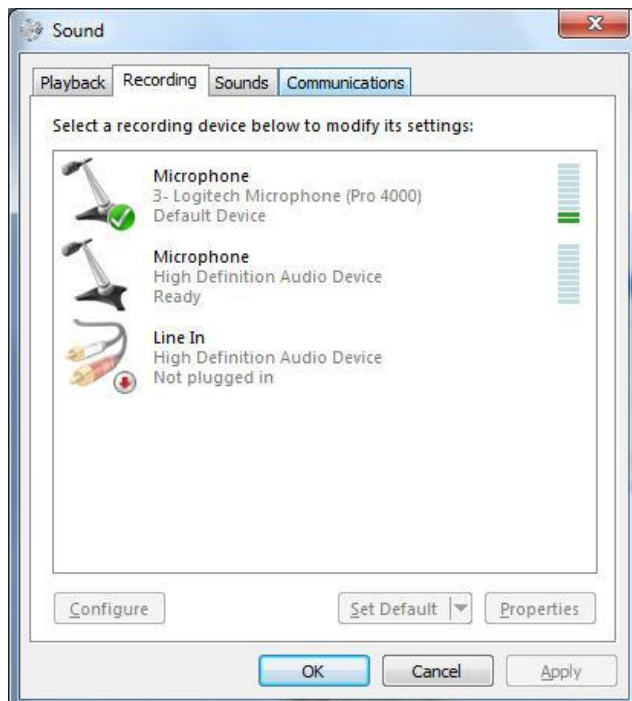 Sound
Playback Recording Sounds Communications
Select a recording device below to modify its settings:
Microphone
3- Logitech Microphone (Pro 4000)
Default Device
Microphone
High Definition Audio Device
Ready
Line In
High Definition Audio Device
Not plugged in
Configure Set Default Properties
OK Cancel Apply